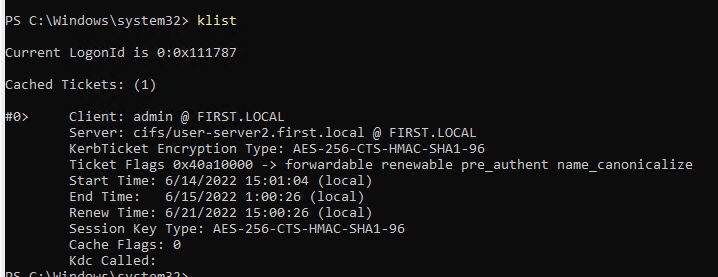 PS C:\Windows\system32> klist
Current LogonId is 0:0x111787
Cached Tickets: (1)
#0> Client: admin @ FIRST.LOCAL
Server: cifs/user-server2.first.local @ FIRST.LOCAL
KerbTicket Encryption Type: AES-256-CTS-HMAC-SHA1-96
Ticket Flags 0x40a10000 -> forwardable renewable pre_authent name_canonicalize
Start Time: 6/14/2022 15:01:04 (local)
End Time: 6/15/2022 1:00:26 (local)
Renew Time: 6/21/2022 15:00:26 (local)
Session Key Type: AES-256-CTS-HMAC-SHA1-96
Cache Flags: 0
Kdc Called:
PS C:\Windows\system32>